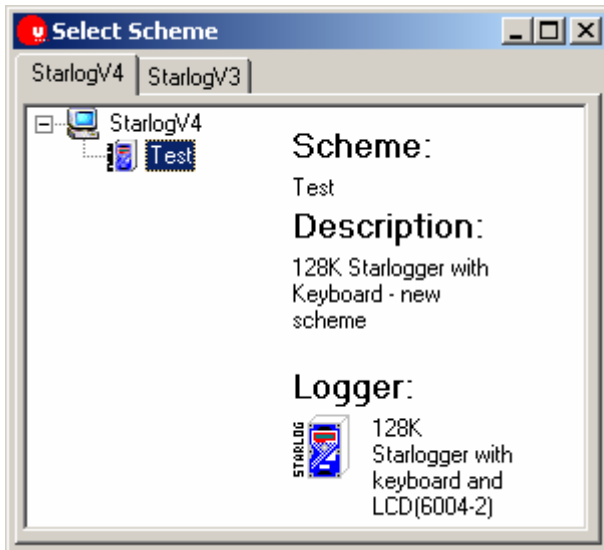 Select Scheme
StarlogV4 StarlogV3
StarlogV4
Test
Scheme:
Test
Description:
128K Starlogger with
Keyboard - new
scheme
Logger:
STARLOG
128K
Starlogger with
keyboard and
LCD(6004-2)